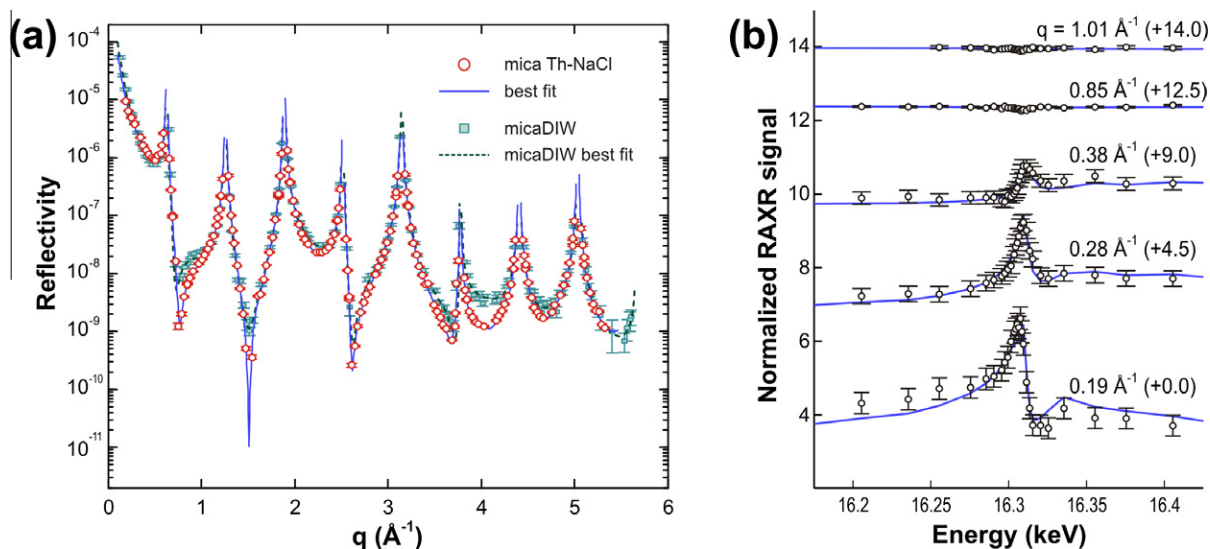 (a)
10⁻⁴
10⁻⁵
10⁻⁶
10⁻⁷
10⁻⁸
10⁻⁹
10⁻¹⁰
10⁻¹¹
Reflectivity
mica Th-NaCl
best fit
micaDIW
micaDIW best fit
0 1 2 3 4 5 6
q (Å⁻¹)
(b)
14
12
10
8
6
4
Normalized RAXR signal
q = 1.01 Å⁻¹ (+14.0)
0.85 Å⁻¹ (+12.5)
0.38 Å⁻¹ (+9.0)
0.28 Å⁻¹ (+4.5)
0.19 Å⁻¹ (+0.0)
16.2 16.25 16.3 16.35 16.4
Energy (keV)